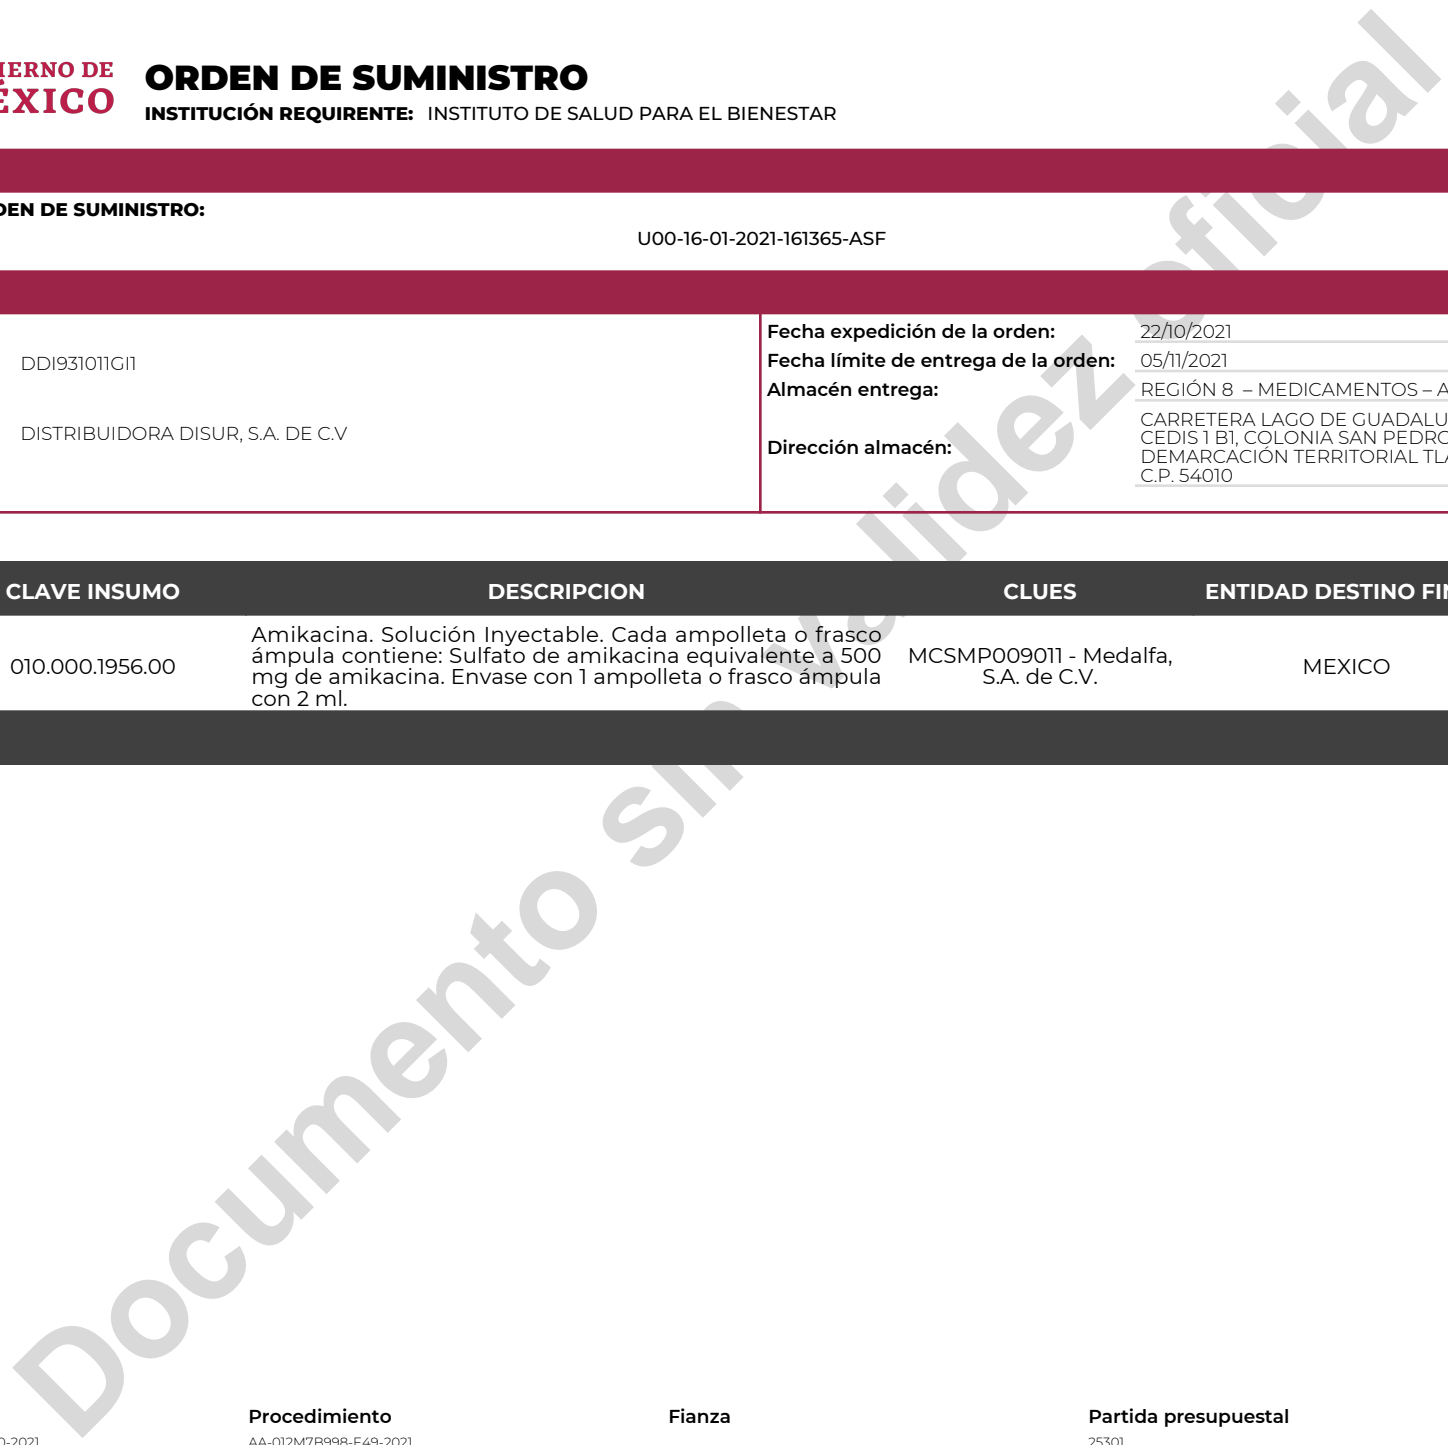 IERNO DE
ÉXICO
ORDEN DE SUMINISTRO
INSTITUCIÓN REQUIRENTE: INSTITUTO DE SALUD PARA EL BIENESTAR
DEN DE SUMINISTRO:
U00-16-01-2021-161365-ASF
DDI931011GI1
DISTRIBUIDORA DISUR, S.A. DE C.V
Fecha expedición de la orden: 22/10/2021
Fecha límite de entrega de la orden: 05/11/2021
Almacén entrega: REGIÓN 8 – MEDICAMENTOS – A
Dirección almacén:
CARRETERA LAGO DE GUADALU
CEDIS 1 B1, COLONIA SAN PEDRO
DEMARCACIÓN TERRITORIAL TLA
C.P. 54010
CLAVE INSUMO DESCRIPCION CLUES ENTIDAD DESTINO FIN
010.000.1956.00
Amikacina. Solución Inyectable. Cada ampolleta o frasco
ámpula contiene: Sulfato de amikacina equivalente a 500
mg de amikacina. Envase con 1 ampolleta o frasco ámpula
con 2 ml.
MCSMP009011 - Medalfa,
S.A. de C.V.
MEXICO
Documento sin validez oficial
Procedimiento Fianza Partida presupuestal
0-2021 AA-012M7B998-E49-2021 25301